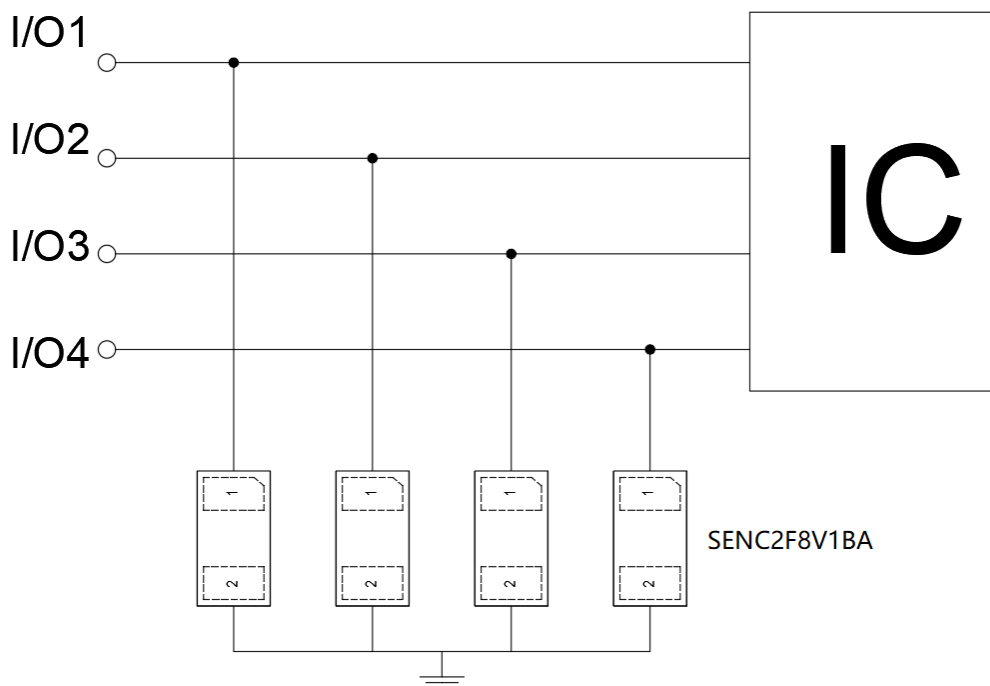 I/O1
I/O2
I/O3
I/O4
IC
1 1 1 1
SENC2F8V1BA
2 2 2 2